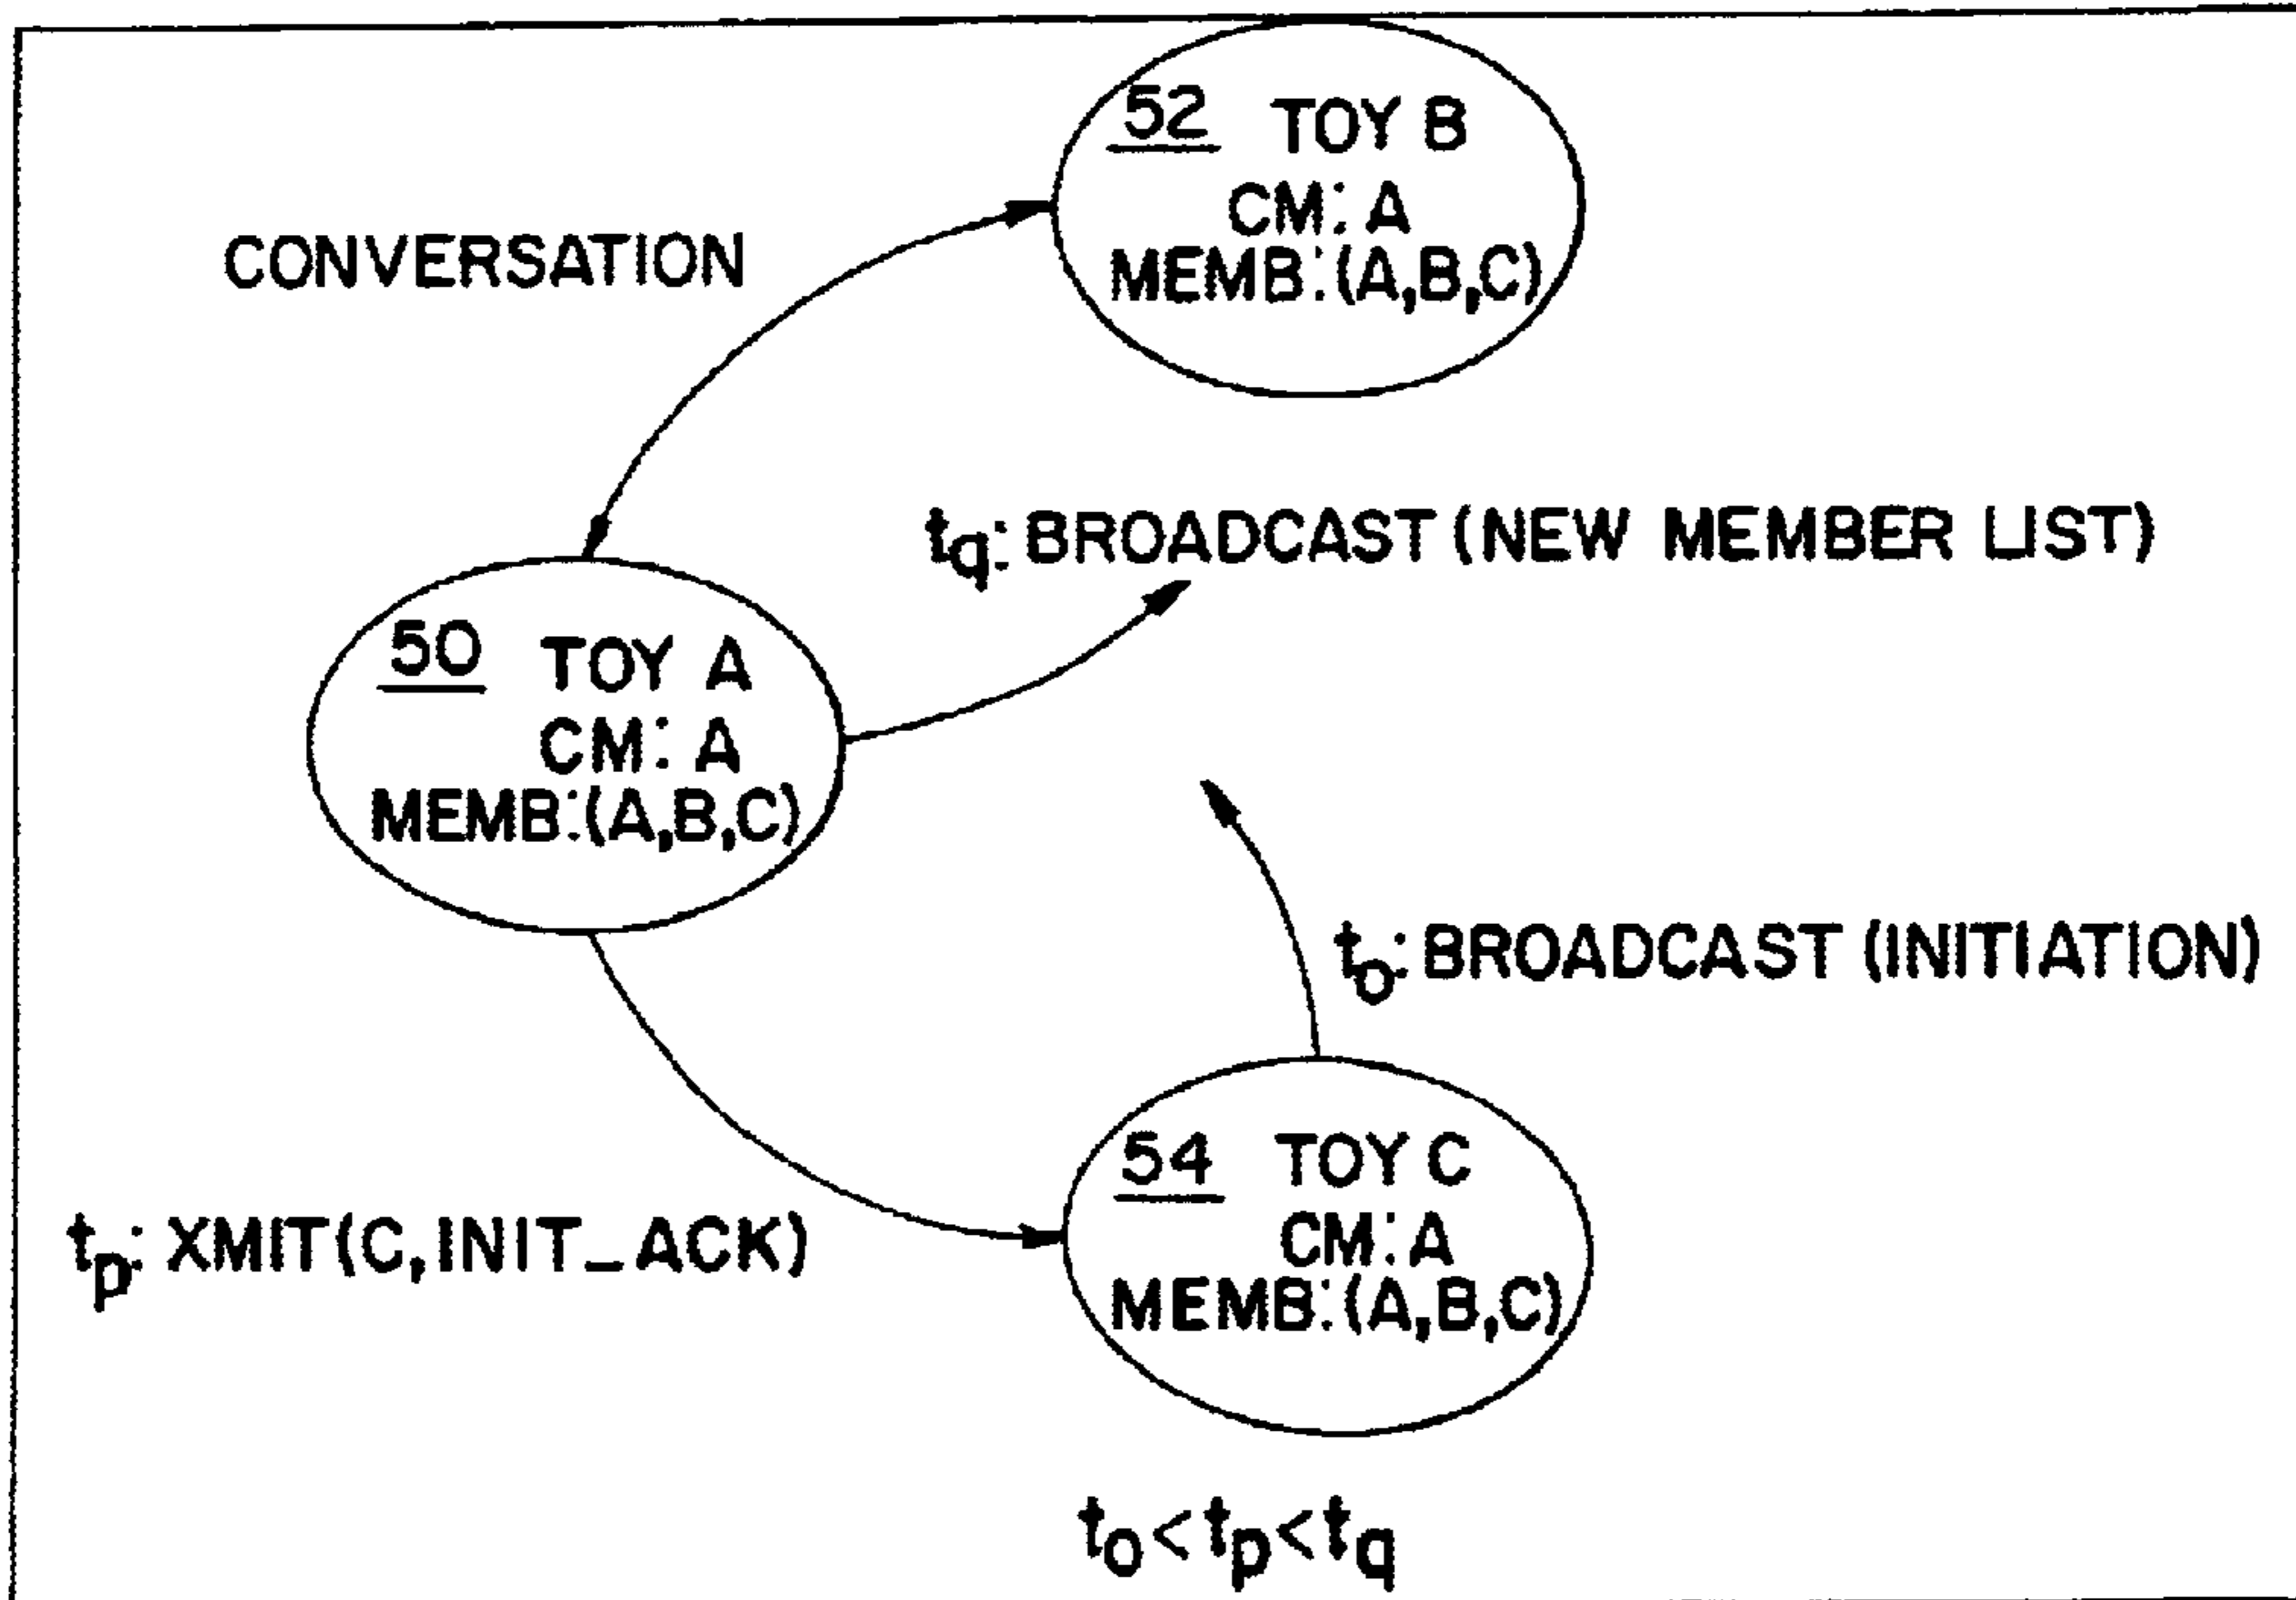 52 TOY B
CM: A
MEMB:(A,B,C)
CONVERSATION
tq: BROADCAST (NEW MEMBER LIST)
50 TOY A
CM: A
MEMB:(A,B,C)
to: BROADCAST (INITIATION)
54 TOY C
CM: A
MEMB:(A,B,C)
tp: XMIT(C, INIT_ACK)
to<tp<tq